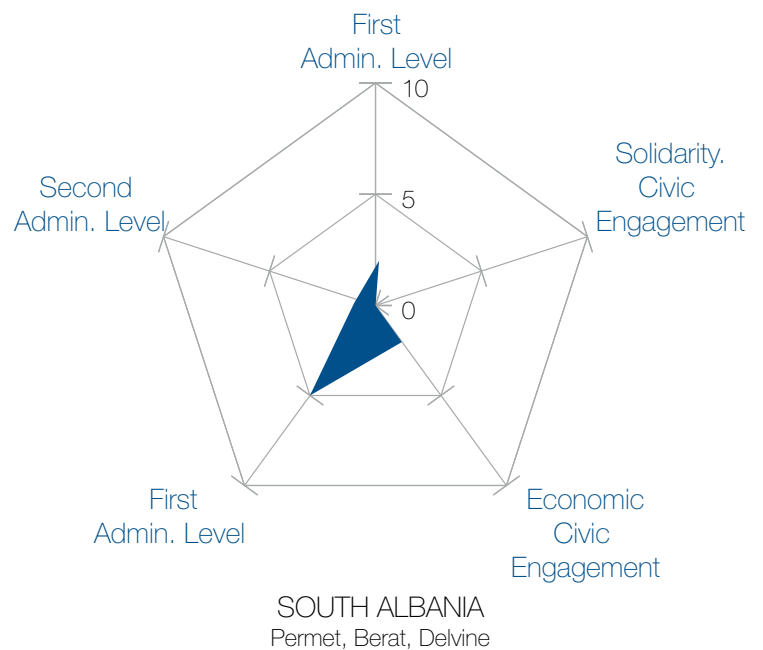 First
Admin. Level
10
Solidarity.
Civic
Engagement
Second
Admin. Level
5
0
First
Admin. Level
Economic
Civic
Engagement
SOUTH ALBANIA
Permet, Berat, Delvine